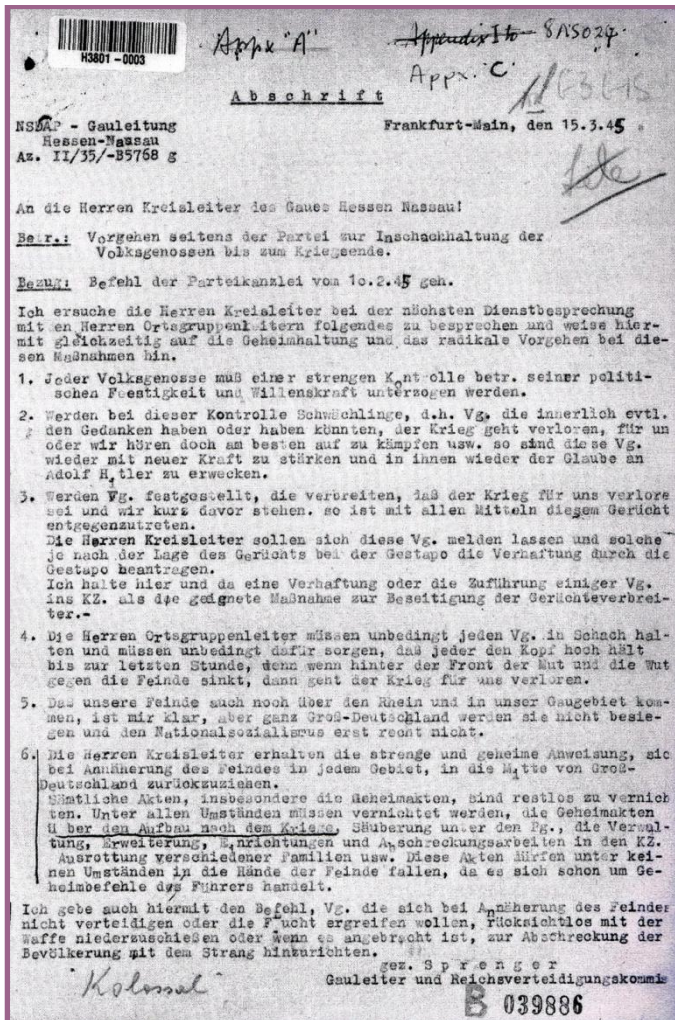 H3801-0003
Appx "A"
Appendix I to 8AS024
Appx. C
Abschrift
NSDAP - Gauleitung Frankfurt-Main, den 15.3.45.
Hessen-Nassau
Az. II/35/-B5768 g
An die Herren Kreisleiter des Gaues Hessen Nassau!
Betr.: Vorgehen seitens der Partei zur Inschachhaltung der
Volksgenossen bis zum Kriegsende.
Bezug: Befehl der Parteikanzlei vom 1o.2.45 geh.
Ich ersuche die Herren Kreisleiter bei der nächsten Dienstbesprechung
mit en Herren Ortsgruppenleitern folgendes zu besprechen und weise hier-
mit gleichzeitig auf die Geheimhaltung und das radikale Vorgehen bei die-
sen Maßnahmen hin.
1. Jeder Volksgenosse muß einer strengen Kontrolle betr. seiner politi-
schen Feestigkeit und Willenskraft unterzogen werden.
2. Werden bei dieser Kontrolle Schwächlinge, d.h. Vg. die innerlich evtl.
den Gedanken haben oder haben könnten, der Krieg geht verloren, für un
oder wir hören doch am besten auf zu kämpfen usw. so sind diese Vg.
wieder mit neuer Kraft zu stärken und in ihnen wieder der Glaube an
Adolf H,tler zu erwecken.
3. Werden Vg. festgestellt, die verbreiten, daß der Krieg für uns verlore
sei und wir kurz davor stehen. so ist mit allen Mitteln diesem Gerücht
entgegenzutreten.
Die Herren Kreisleiter sollen sich diese Vg. melden lassen und solche
je nach der Lage des Gerüchts bei der Gestapo die Verhaftung durch die
Gestapo beantragen.
Ich halte hier und da eine Verhaftung oder die Zuführung einiger Vg.
ins KZ. als die geeignete Maßnahme zur Beseitigung der Gerüchteverbrei-
ter.-
4. Die Herren Ortsgruppenleiter müssen unbedingt jeden Vg. in Schach hal-
ten und müssen unbedingt dafür sorgen, daß jeder den Kopf hoch hält
bis zur letzten Stunde, denn wenn hinter der Front der Mut und die Wut
gegen die Feinde sinkt, dann geht der Krieg für uns verloren.
5. Das unsere Feinde auch noch über den Rhein und in unser Gaugebiet kom-
men, ist mir klar, aber ganz Groß-Deutschland werden sie nicht besie-
gen und den Nationalsozialismus erst recht nicht.
6. Die Herren Kreisleiter erhalten die strenge und geheime Anweisung, sic
bei Annäherung des Feindes in jedem Gebiet, in die Mitte von Groß-
Deutschland zurückzuziehen.
Sämtliche Akten, insbesondere die Geheimakten, sind restlos zu vernich
ten. Unter allen Umständen müssen vernichtet werden, die Geheimakten
ü ber den Aufbau nach dem Kriege, Säuberung unter den Pg., die Verwal-
tung, Erweiterung, Einrichtungen und Abschreckungsarbeiten in den KZ.
Ausrottung verschiedener Familien usw. Diese Akten dürfen unter kei-
nen Umständen in die Hände der Feinde fallen, da es sich schon um Ge-
heimbefehle des Führers handelt.
Ich gebe auch hiermit den Befehl, Vg. die sich bei Annäherung des Feindes
nicht verteidigen oder die Flucht ergreifen wollen, rücksichtlos mit der
Waffe niederzuschießen oder wenn es angebracht ist, zur Abschreckung der
Bevölkerung mit dem Strang hinzurichten.
gez. Sprenger
Gauleiter und Reichsverteidigungskommis
Kolossal
B 039886